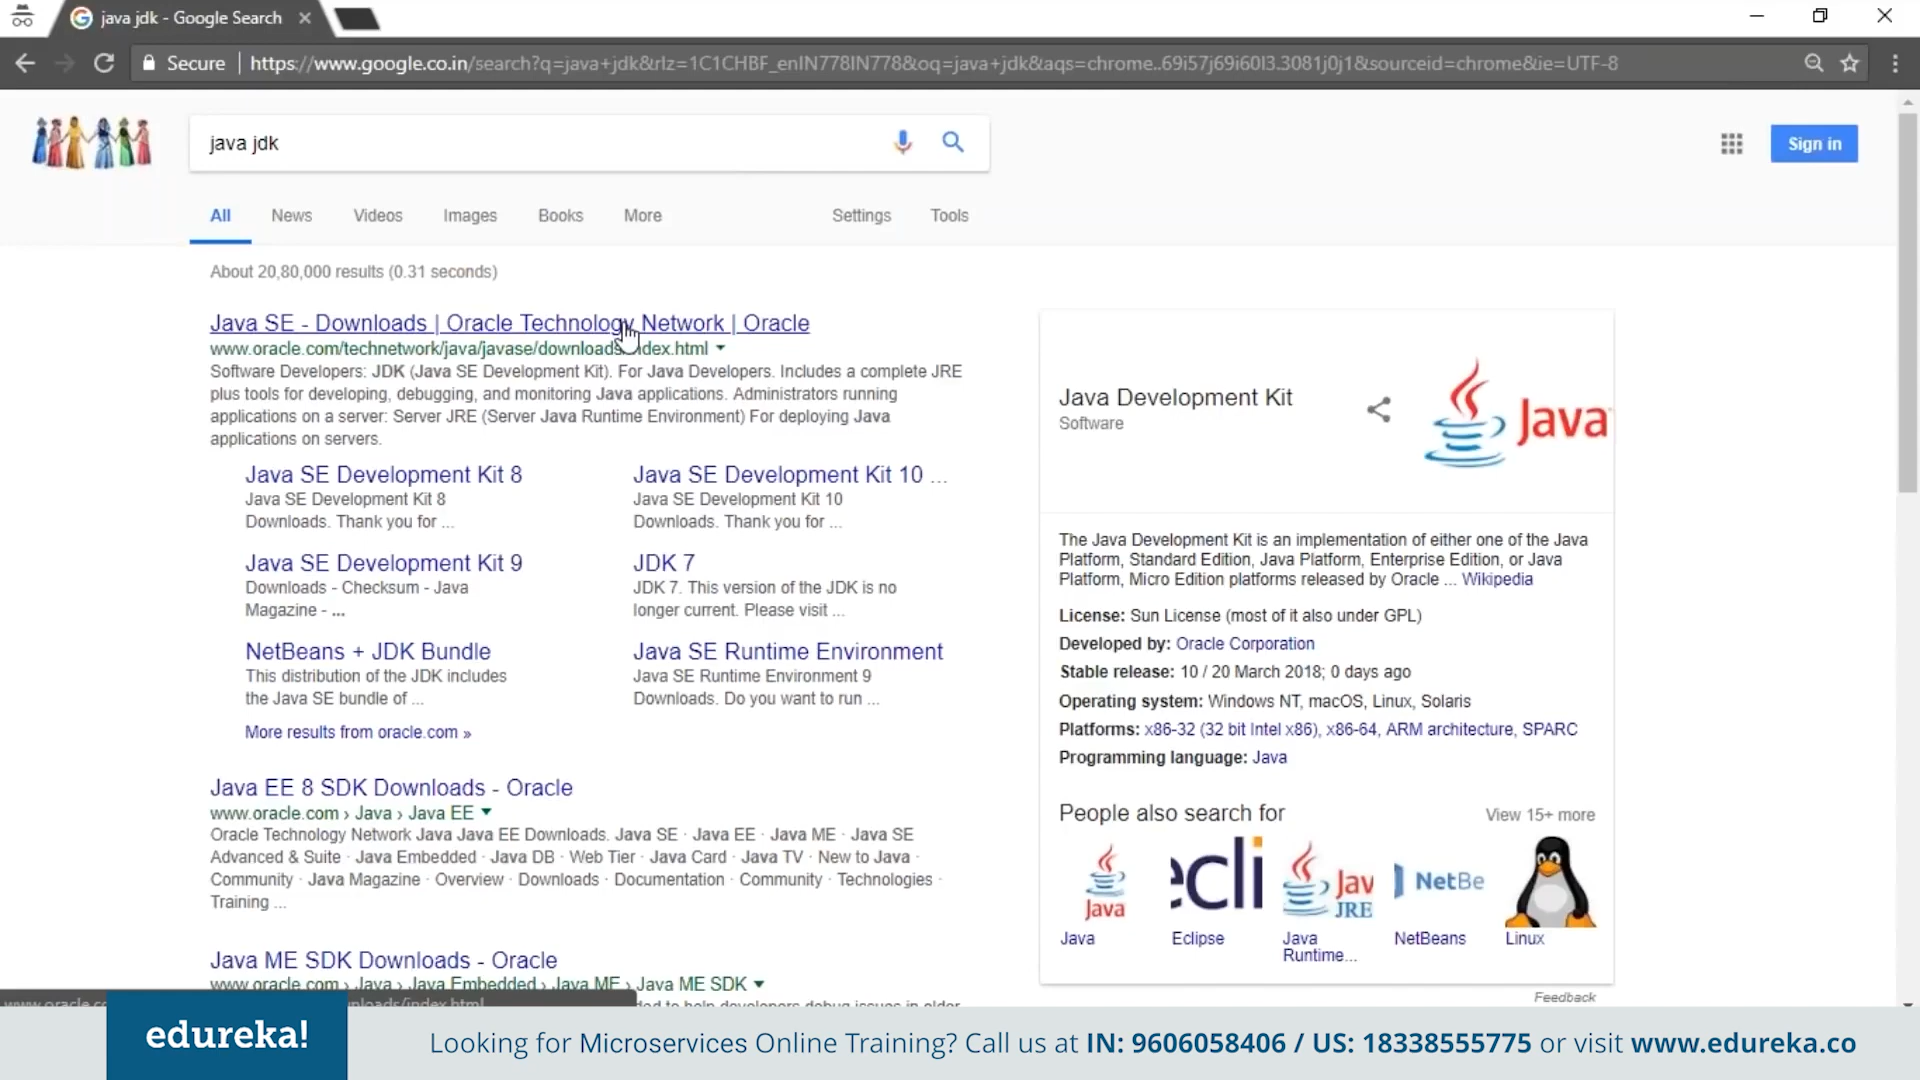 java jdk - Google Search
Secure
https://www.google.co.in/search?q=java+jdk&rlz=1C1CHBF_enIN778IN778&oq=java+jdk&aqs=chrome..69i57j69i60l3.3081j0j1&sourceid=chrome&ie=UTF-8
java jdk
Sign in
All News Videos Images Books More Settings Tools
About 20,80,000 results (0.31 seconds)
Java SE - Downloads | Oracle Technology Network | Oracle
www.oracle.com/technetwork/java/javase/downloads/index.html
Software Developers: JDK (Java SE Development Kit). For Java Developers. Includes a complete JRE
plus tools for developing, debugging, and monitoring Java applications. Administrators running
applications on a server: Server JRE (Server Java Runtime Environment) For deploying Java
applications on servers.
Java SE Development Kit 8
Java SE Development Kit 8
Downloads. Thank you for ...
Java SE Development Kit 10 ...
Java SE Development Kit 10
Downloads. Thank you for ...
Java SE Development Kit 9
Downloads - Checksum - Java
Magazine - ...
JDK 7
JDK 7. This version of the JDK is no
longer current. Please visit ...
NetBeans + JDK Bundle
This distribution of the JDK includes
the Java SE bundle of ...
Java SE Runtime Environment
Java SE Runtime Environment 9
Downloads. Do you want to run ...
More results from oracle.com »
Java EE 8 SDK Downloads - Oracle
www.oracle.com › Java › Java EE
Oracle Technology Network Java Java EE Downloads. Java SE · Java EE · Java ME · Java SE
Advanced & Suite · Java Embedded · Java DB · Web Tier · Java Card · Java TV · New to Java ·
Community · Java Magazine · Overview · Downloads · Documentation · Community · Technologies ·
Training ...
Java ME SDK Downloads - Oracle
www.oracle.com › Java › Java Embedded › Java ME › Java ME SDK
to help developers debug issues in older
Java Development Kit
Software
Java
The Java Development Kit is an implementation of either one of the Java
Platform, Standard Edition, Java Platform, Enterprise Edition, or Java
Platform, Micro Edition platforms released by Oracle ... Wikipedia
License: Sun License (most of it also under GPL)
Developed by: Oracle Corporation
Stable release: 10 / 20 March 2018; 0 days ago
Operating system: Windows NT, macOS, Linux, Solaris
Platforms: x86-32 (32 bit Intel x86), x86-64, ARM architecture, SPARC
Programming language: Java
People also search for
View 15+ more
Java ecli Jav JRE NetBe
Java
Eclipse
Java
Runtime...
NetBeans
Linux
Feedback
edureka!
Looking for Microservices Online Training? Call us at IN: 9606058406 / US: 18338555775 or visit www.edureka.co